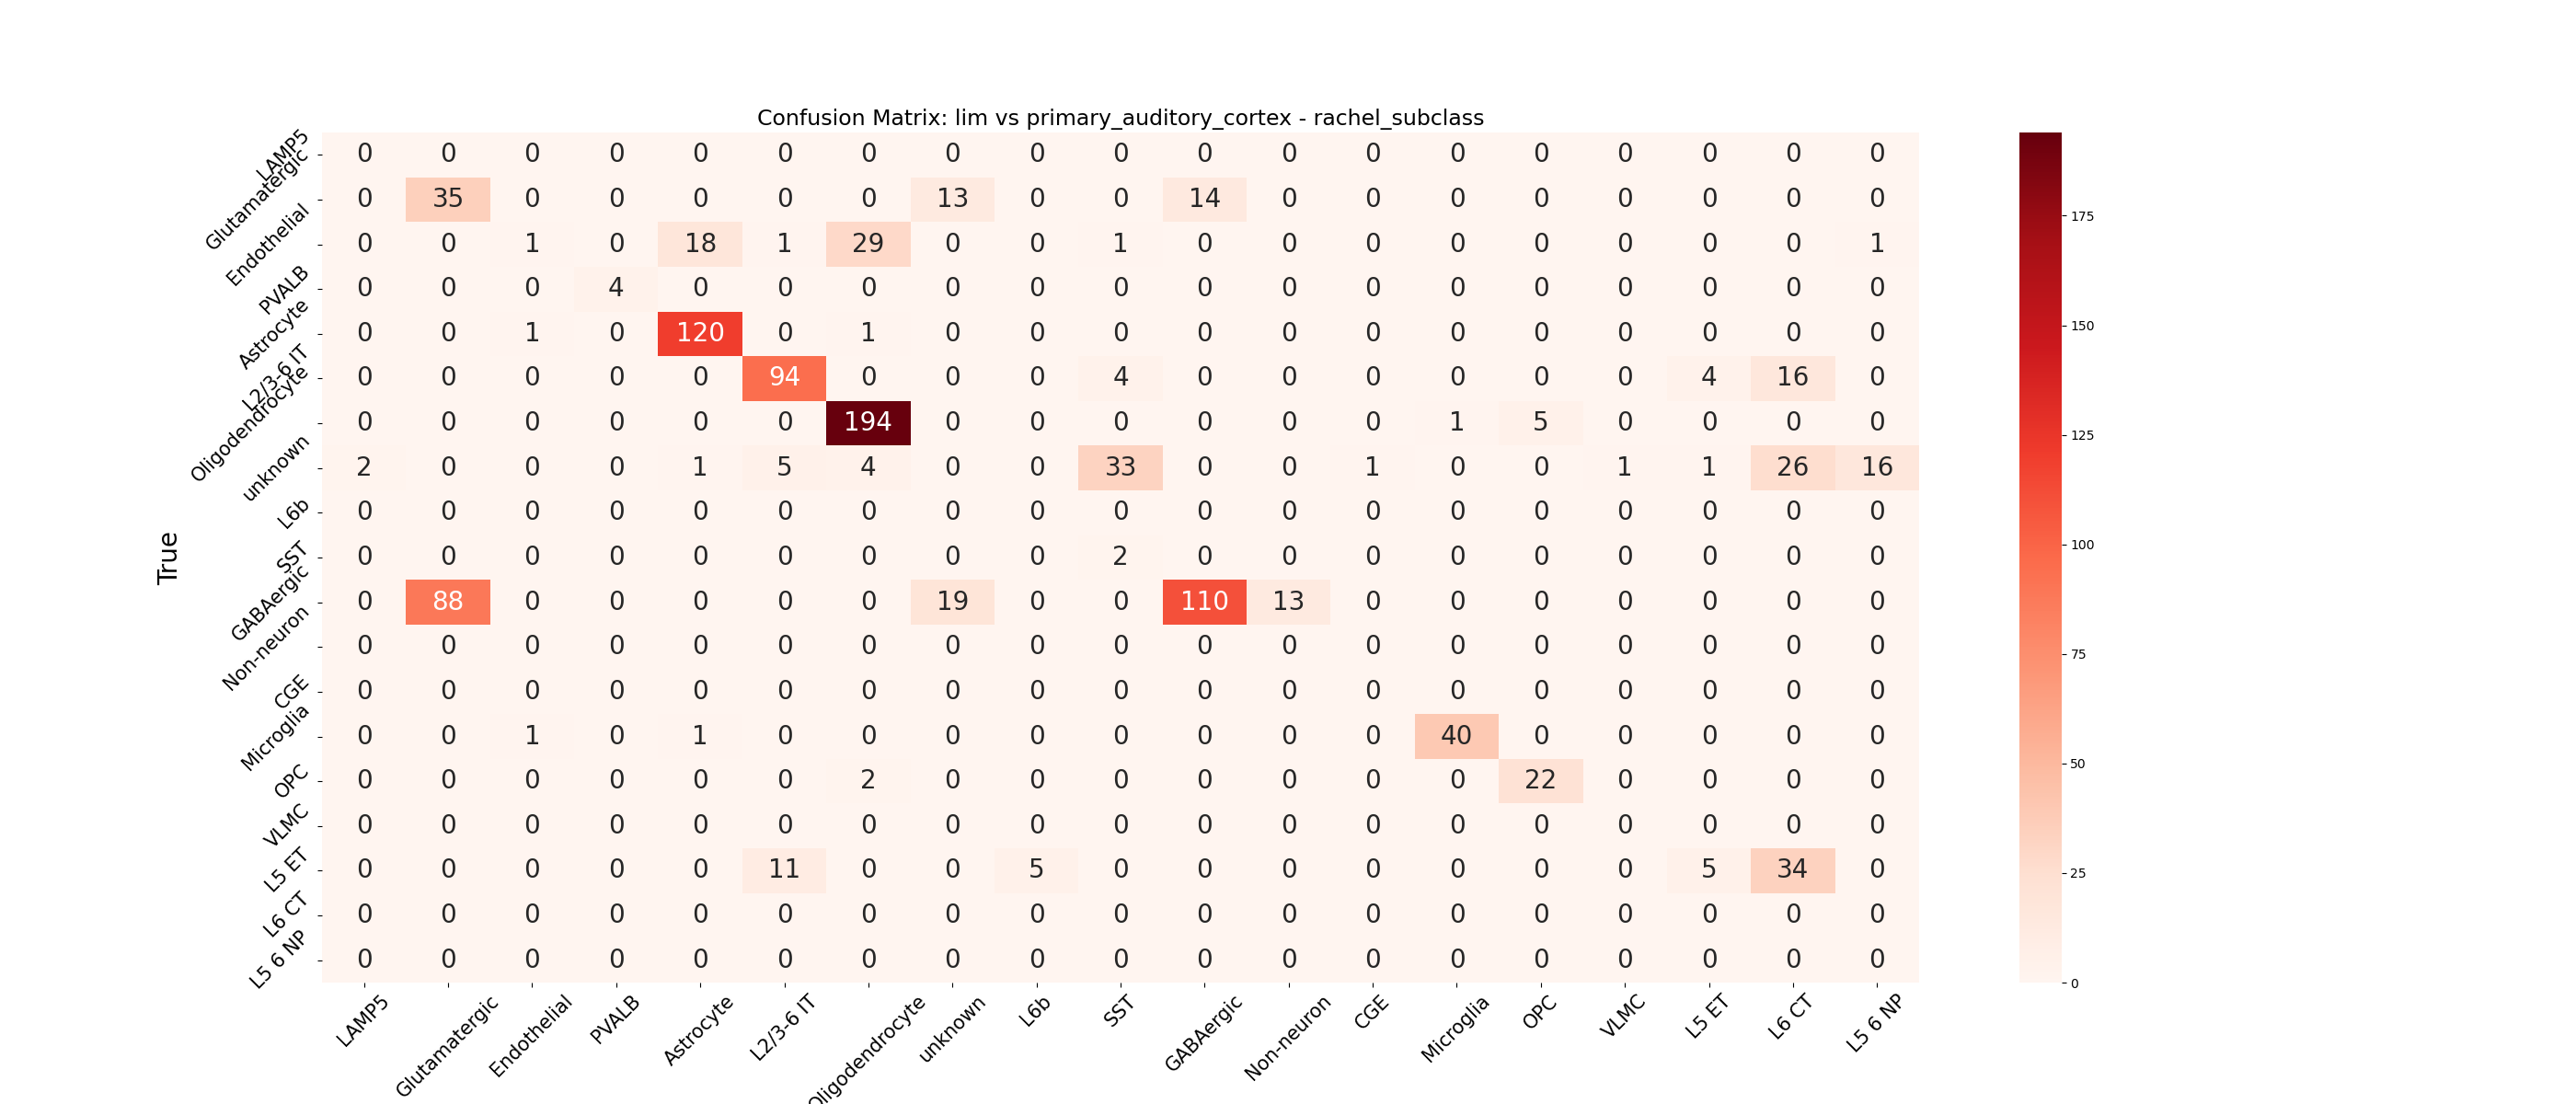 Confusion Matrix: lim vs primary_auditory_cortex - rachel_subclass
True
LAMP5 0 0 0 0 0 0 0 0 0 0 0 0 0 0 0 0 0 0 0
Glutamatergic 0 35 0 0 0 0 0 13 0 0 14 0 0 0 0 0 0 0 0
Endothelial 0 0 1 0 18 1 29 0 0 1 0 0 0 0 0 0 0 0 1
PVALB 0 0 0 4 0 0 0 0 0 0 0 0 0 0 0 0 0 0 0
Astrocyte 0 0 1 0 120 0 1 0 0 0 0 0 0 0 0 0 0 0 0
L2/3-6 IT 0 0 0 0 0 94 0 0 0 4 0 0 0 0 0 0 4 16 0
Oligodendrocyte 0 0 0 0 0 0 194 0 0 0 0 0 0 1 5 0 0 0 0
unknown 2 0 0 0 1 5 4 0 0 33 0 0 1 0 0 1 1 26 16
L6b 0 0 0 0 0 0 0 0 0 0 0 0 0 0 0 0 0 0 0
SST 0 0 0 0 0 0 0 0 0 2 0 0 0 0 0 0 0 0 0
GABAergic 0 88 0 0 0 0 0 19 0 0 110 13 0 0 0 0 0 0 0
Non-neuron 0 0 0 0 0 0 0 0 0 0 0 0 0 0 0 0 0 0 0
CGE 0 0 0 0 0 0 0 0 0 0 0 0 0 0 0 0 0 0 0
Microglia 0 0 1 0 1 0 0 0 0 0 0 0 0 40 0 0 0 0 0
OPC 0 0 0 0 0 0 2 0 0 0 0 0 0 0 22 0 0 0 0
VLMC 0 0 0 0 0 0 0 0 0 0 0 0 0 0 0 0 0 0 0
L5 ET 0 0 0 0 0 11 0 0 5 0 0 0 0 0 0 0 5 34 0
L6 CT 0 0 0 0 0 0 0 0 0 0 0 0 0 0 0 0 0 0 0
L5 6 NP 0 0 0 0 0 0 0 0 0 0 0 0 0 0 0 0 0 0 0
LAMP5 Glutamatergic Endothelial PVALB Astrocyte L2/3-6 IT Oligodendrocyte unknown L6b SST GABAergic Non-neuron CGE Microglia OPC VLMC L5 ET L6 CT L5 6 NP
175
150
125
100
75
50
25
0